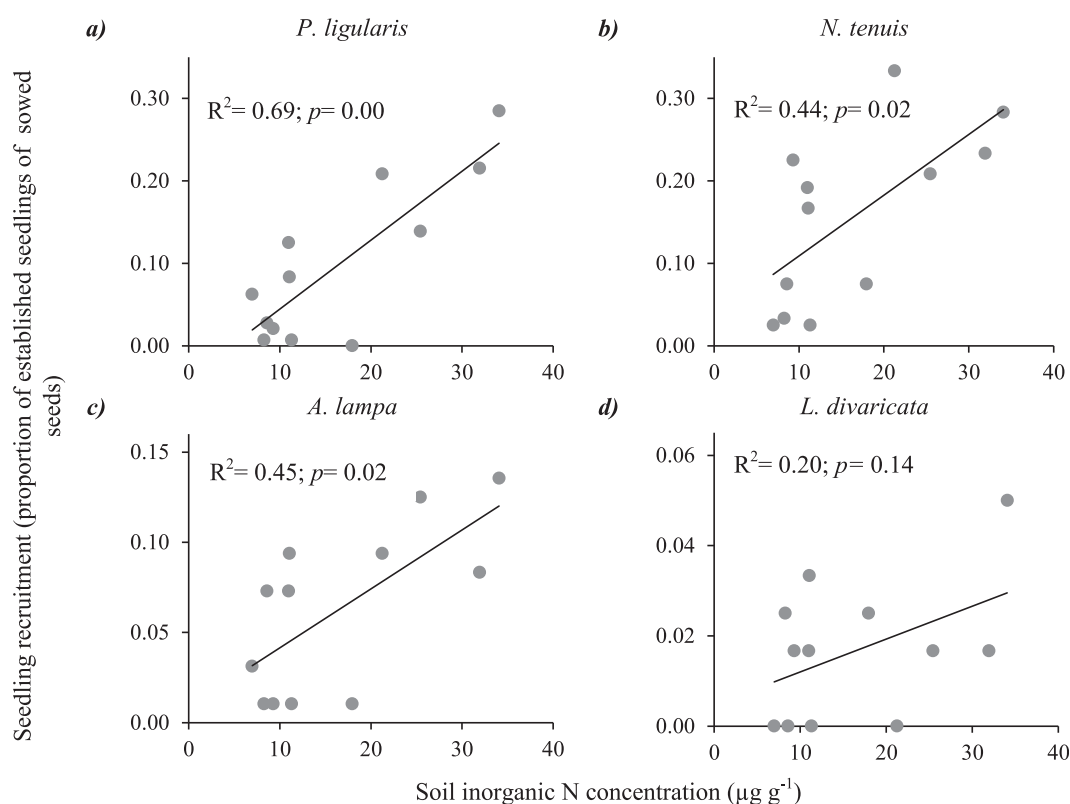 a) P. ligularis
R²= 0.69; p= 0.00
0.30
0.20
0.10
0.00
0 10 20 30 40
b) N. tenuis
R²= 0.44; p= 0.02
0.30
0.20
0.10
0.00
0 10 20 30 40
c) A. lampa
R²= 0.45; p= 0.02
0.15
0.10
0.05
0.00
0 10 20 30 40
d) L. divaricata
R²= 0.20; p= 0.14
0.06
0.04
0.02
0.00
0 10 20 30 40
Seedling recruitment (proportion of established seedlings of sowed
seeds)
Soil inorganic N concentration (µg g⁻¹)